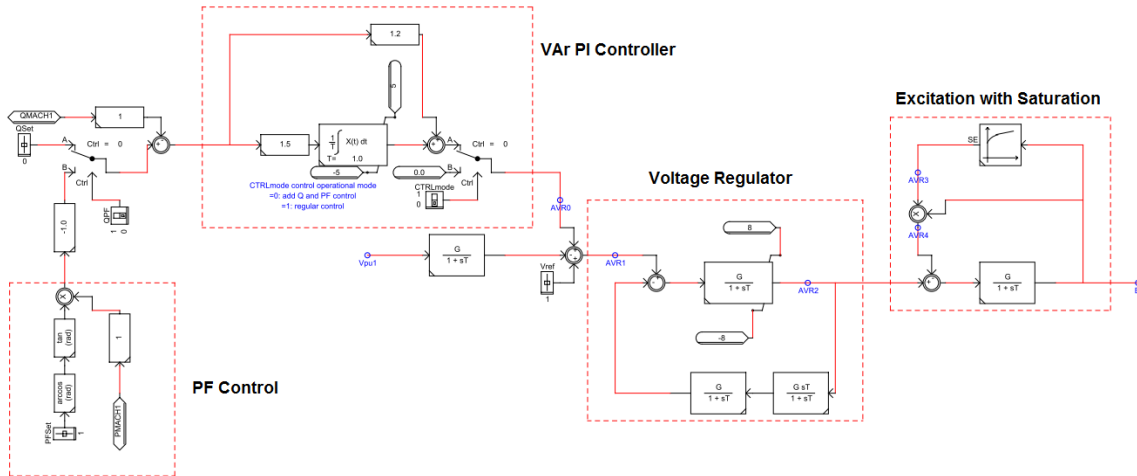 VAr PI Controller
1.2
5
QMACH1
1
QSet
0
A
B
Ctrl = 0
Ctrl
1.5
1
T
X(t) dt
T= 1.0
-5
A
Ctrl = 0
0.0
B
Ctrl
CTRLmode
1
0
CTRLmode control operational mode
=0: add Q and PF control
=1: regular control
QPF
1
0
-1.0
X
tan
(rad)
arccos
(rad)
PFSet
1
1
PMACH1
PF Control
AVR0
Vpu1
G
1 + sT
Vref
1
AVR1
Voltage Regulator
8
G
1 + sT
AVR2
-8
G
1 + sT
G sT
1 + sT
Excitation with Saturation
SE
AVR3
X
AVR4
G
1 + sT